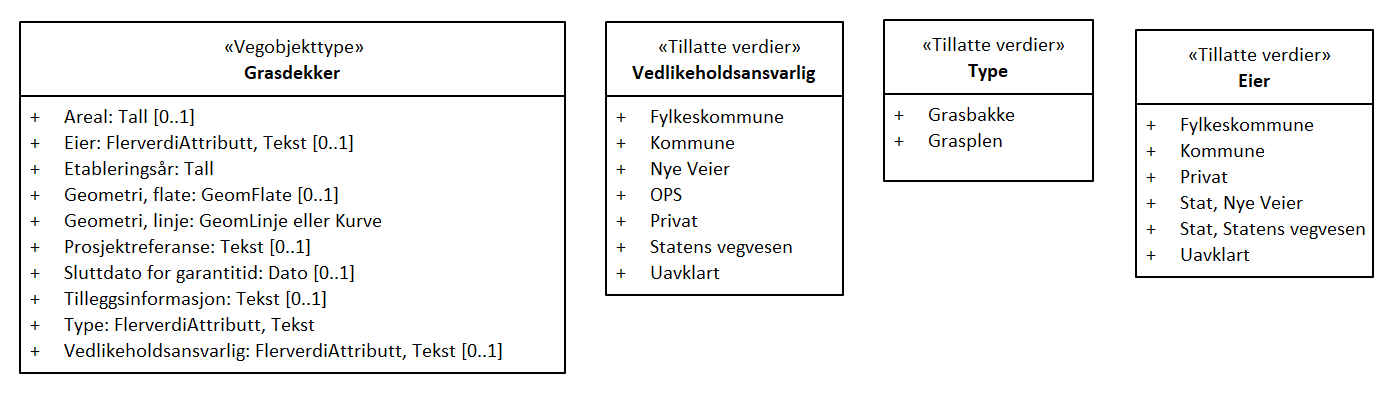 «Vegobjekttype»
Grasdekker
+ Areal: Tall [0..1]
+ Eier: FlerverdiAttributt, Tekst [0..1]
+ Etableringsår: Tall
+ Geometri, flate: GeomFlate [0..1]
+ Geometri, linje: GeomLinje eller Kurve
+ Prosjektreferanse: Tekst [0..1]
+ Sluttdato for garantitid: Dato [0..1]
+ Tilleggsinformasjon: Tekst [0..1]
+ Type: FlerverdiAttributt, Tekst
+ Vedlikeholdsansvarlig: FlerverdiAttributt, Tekst [0..1]
«Tillatte verdier»
Vedlikeholdsansvarlig
+ Fylkeskommune
+ Kommune
+ Nye Veier
+ OPS
+ Privat
+ Statens vegvesen
+ Uavklart
«Tillatte verdier»
Type
+ Grasbakke
+ Grasplen
«Tillatte verdier»
Eier
+ Fylkeskommune
+ Kommune
+ Privat
+ Stat, Nye Veier
+ Stat, Statens vegvesen
+ Uavklart